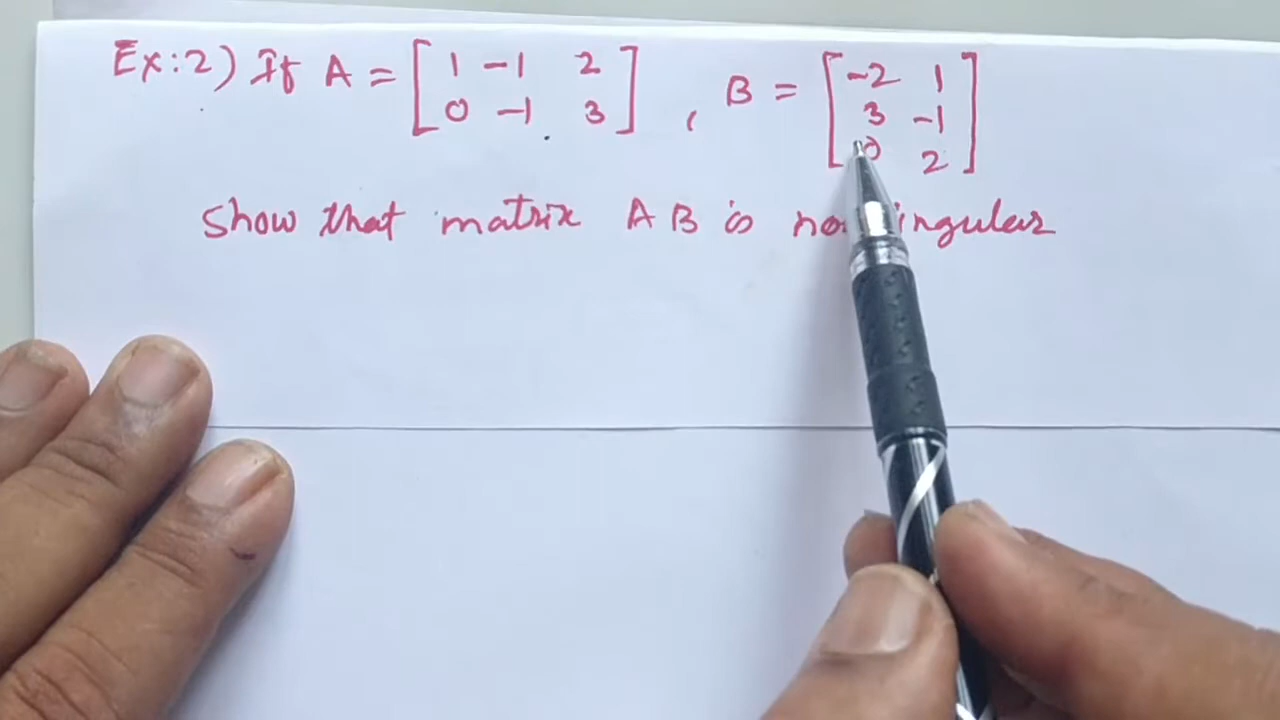 Ex:2) If A = [ 1 -1 2
0 -1 3 ] , B = [ -2 1
3 -1
0 2 ]
Show that matrix AB is